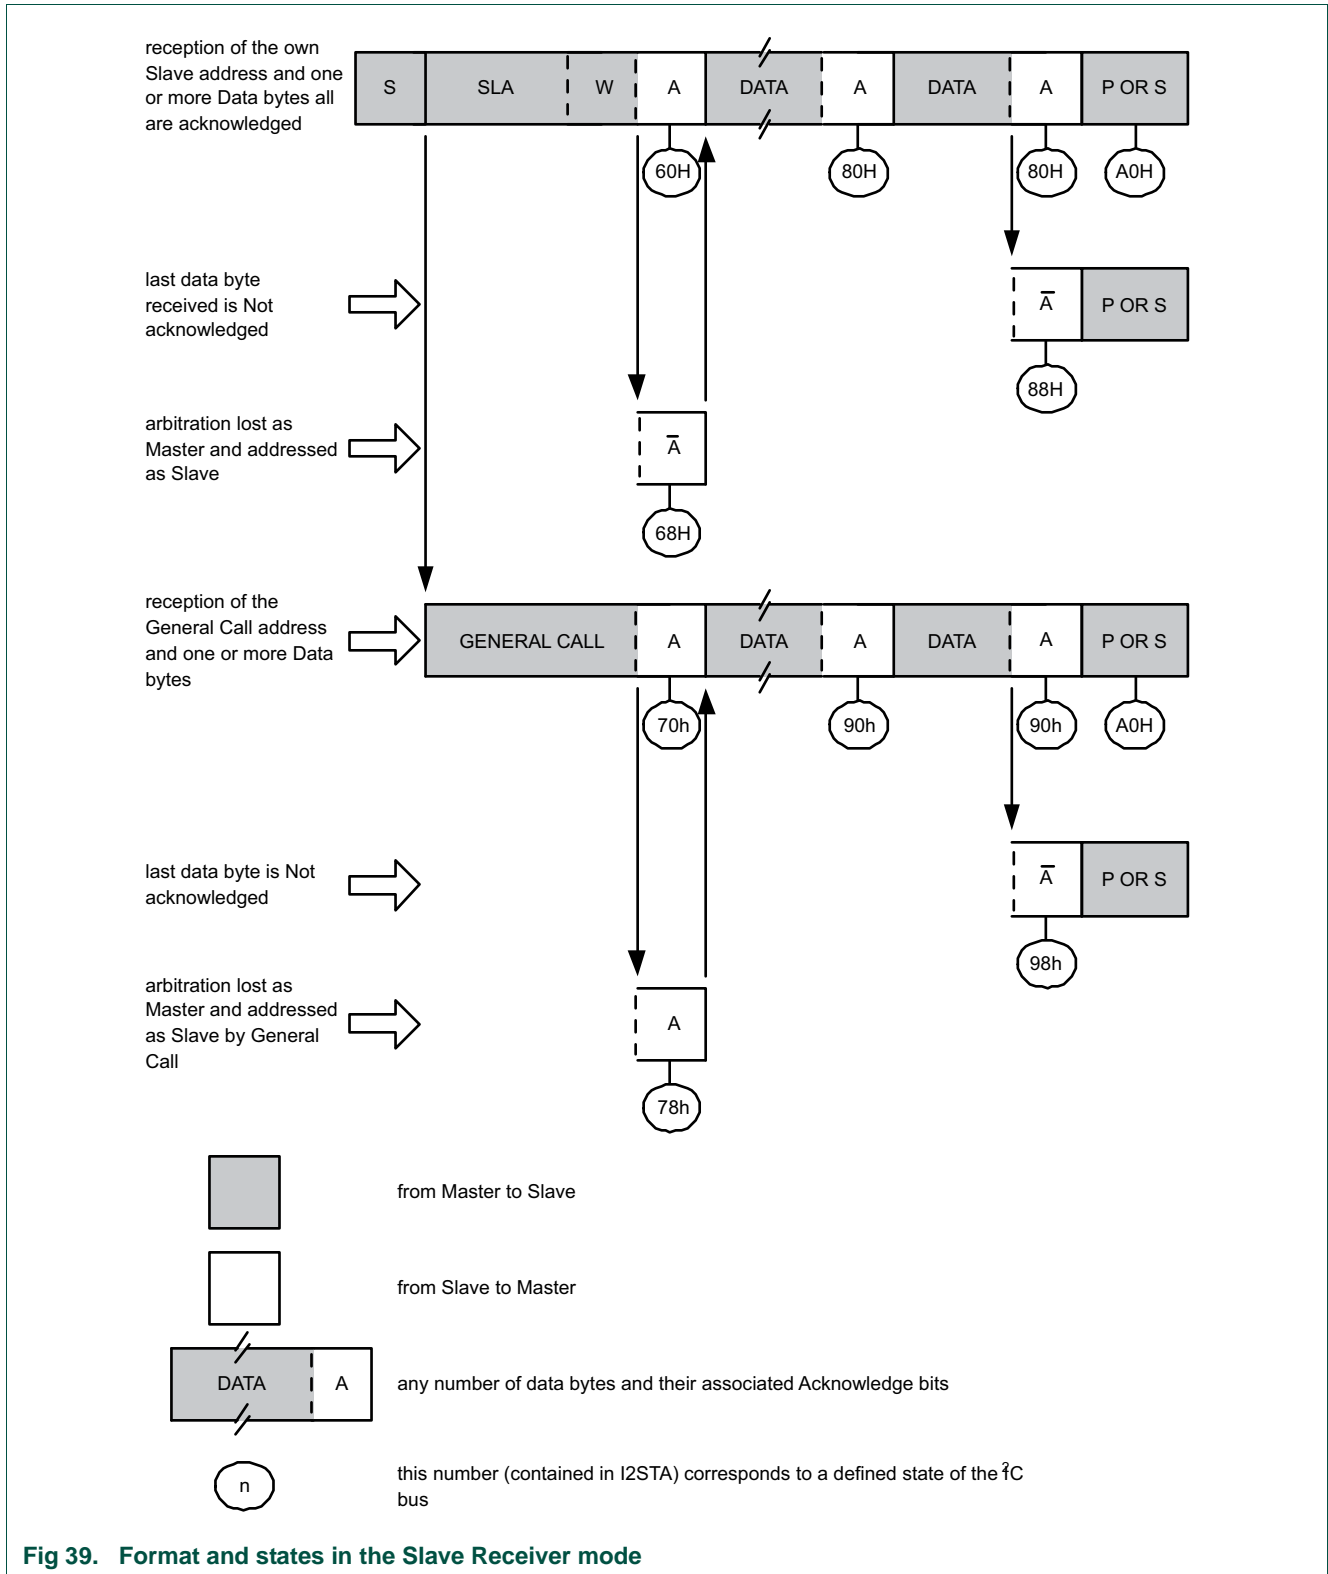 reception of the own
Slave address and one
or more Data bytes all
are acknowledged
S SLA W A DATA A DATA A P OR S
60H 80H 80H A0H
last data byte
received is Not
acknowledged
A̅ P OR S
88H
arbitration lost as
Master and addressed
as Slave
A̅
68H
reception of the
General Call address
and one or more Data
bytes
GENERAL CALL A DATA A DATA A P OR S
70h 90h 90h A0H
last data byte is Not
acknowledged
A̅ P OR S
98h
arbitration lost as
Master and addressed
as Slave by General
Call
A
78h
from Master to Slave
from Slave to Master
DATA A any number of data bytes and their associated Acknowledge bits
n this number (contained in I2STA) corresponds to a defined state of the I²C
bus
Fig 39. Format and states in the Slave Receiver mode